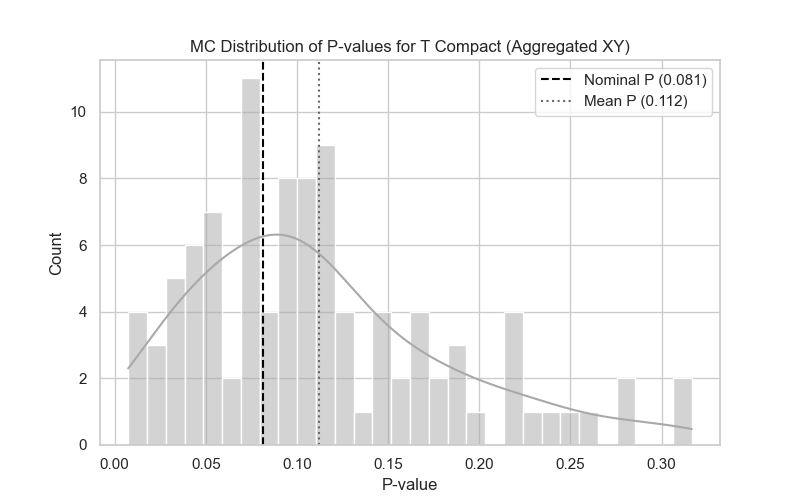 MC Distribution of P-values for T Compact (Aggregated XY)
Nominal P (0.081)
Mean P (0.112)
10
8
6
4
2
0
Count
0.00 0.05 0.10 0.15 0.20 0.25 0.30
P-value